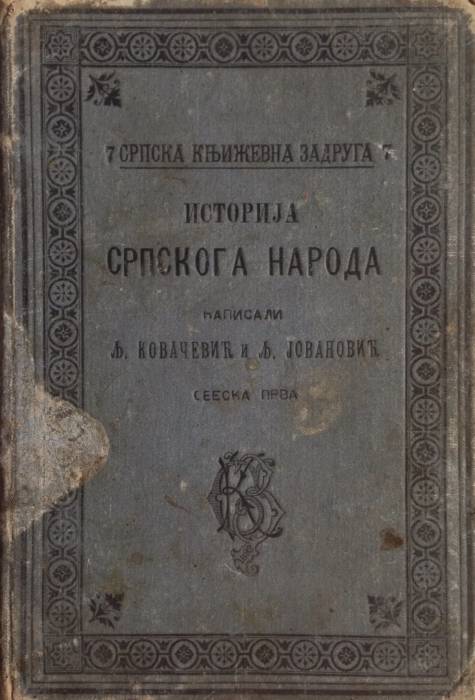 7 СРПСКА КЊИЖЕВНА ЗАДРУГА 7
ИСТОРИЈА
СРПСКОГА НАРОДА
НАПИСАЛИ
Љ. КОВАЧЕВИЋ и Љ. ЈОВАНОВИЋ
СВЕСКА ПРВА